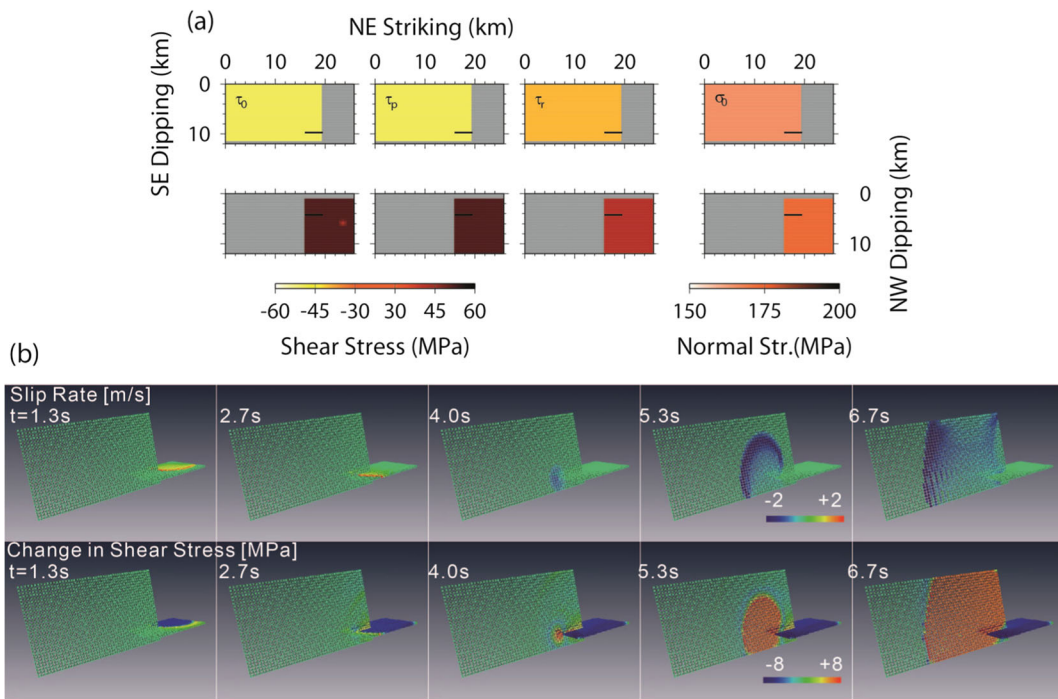 (a)
NE Striking (km)
0 10 20 0 10 20 0 10 20 0 10 20
SE Dipping (km)
0
10
τ0 τp τr σ0
NW Dipping (km)
0
10
-60 -45 -30 30 45 60
Shear Stress (MPa)
150 175 200
Normal Str.(MPa)
(b)
Slip Rate [m/s]
t=1.3s 2.7s 4.0s 5.3s 6.7s
-2 +2
Change in Shear Stress [MPa]
t=1.3s 2.7s 4.0s 5.3s 6.7s
-8 +8